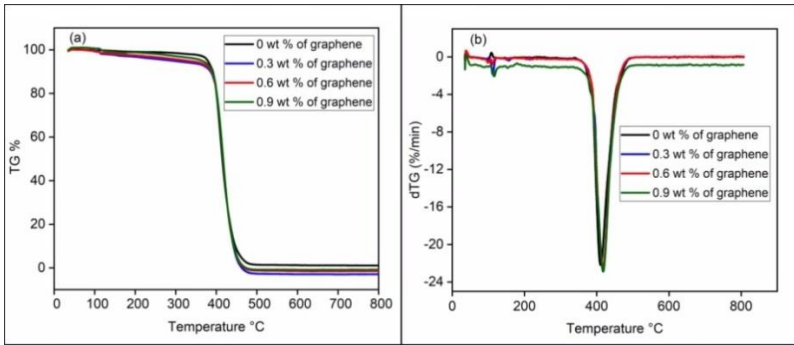 (a)
0 wt % of graphene
0.3 wt % of graphene
0.6 wt % of graphene
0.9 wt % of graphene
TG %
100
80
60
40
20
0
0 100 200 300 400 500 600 700 800
Temperature °C
(b)
0 wt % of graphene
0.3 wt % of graphene
0.6 wt % of graphene
0.9 wt % of graphene
dTG (%/min)
0
-4
-8
-12
-16
-20
-24
0 200 400 600 800
Temperature °C